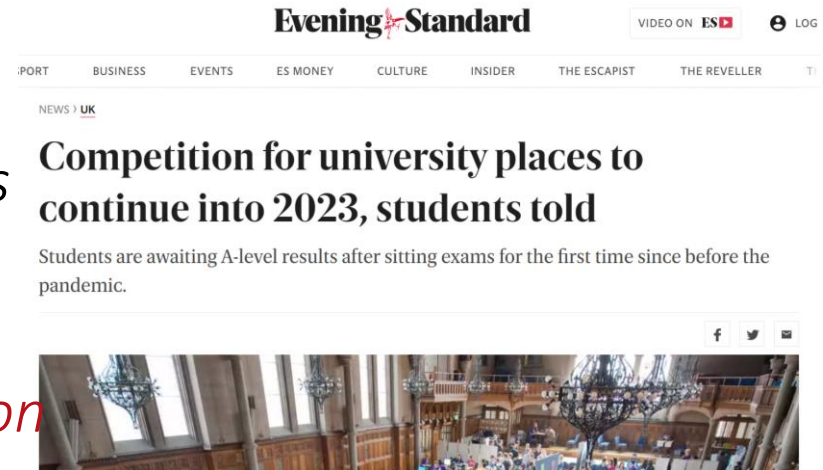 Evening Standard
VIDEO ON ES
LOG
PORT BUSINESS EVENTS ES MONEY CULTURE INSIDER THE ESCAPIST THE REVELLER
NEWS › UK
Competition for university places to
continue into 2023, students told
Students are awaiting A-level results after sitting exams for the first time since before the
pandemic.
s
on